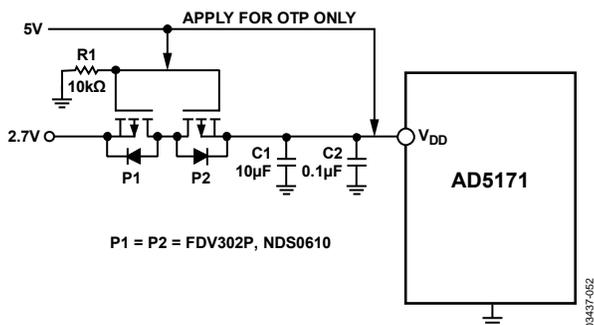 APPLY FOR OTP ONLY
5V
R1
10kΩ
2.7V
VDD
C1
10µF
C2
0.1µF
P1
P2
AD5171
P1 = P2 = FDV302P, NDS0610
03437-052